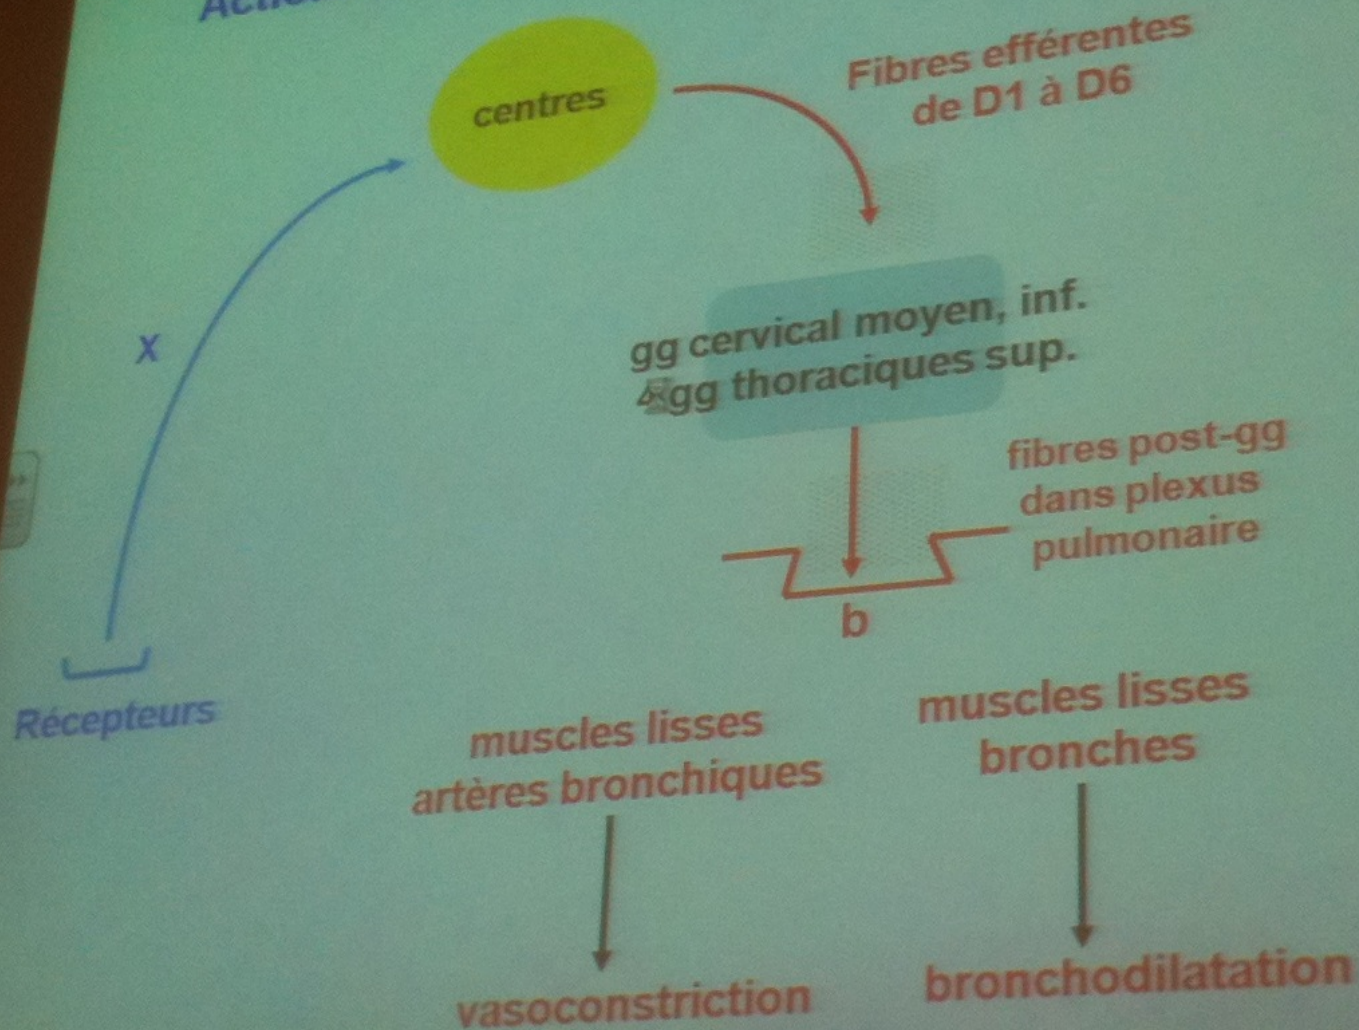 centres
Fibres efférentes
de D1 à D6
X
gg cervical moyen, inf.
gg thoraciques sup.
fibres post-gg
dans plexus
pulmonaire
b
Récepteurs
muscles lisses
artères bronchiques
muscles lisses
bronches
vasoconstriction
bronchodilatation